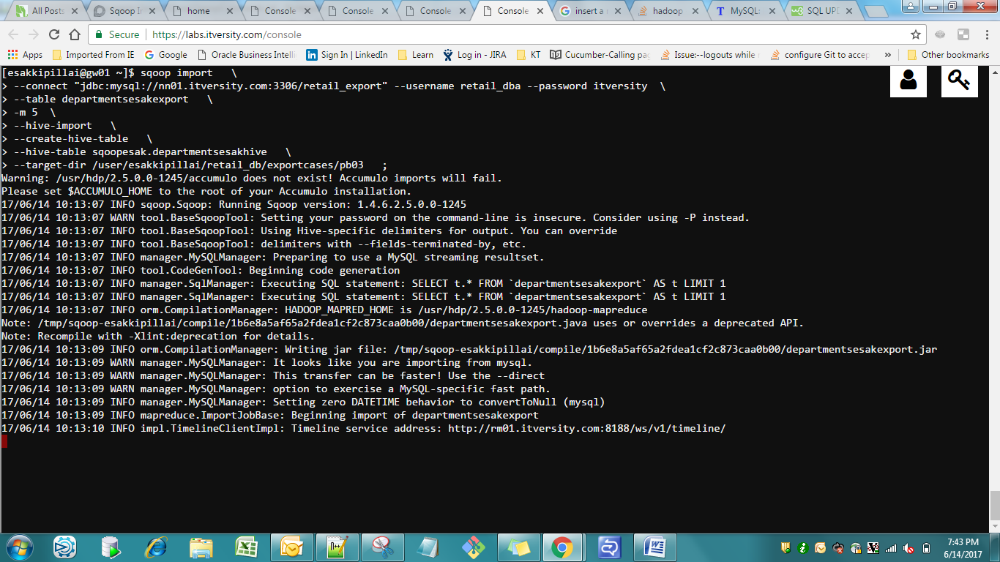 All Posts
Sqoop In
home
Console
Console
Console
Console
insert a
hadoop
MySQL:
SQL UPD
Secure
https://labs.itversity.com/console
Apps
Imported From IE
Google
Oracle Business Intelli
Sign In | LinkedIn
Learn
Log in - JIRA
KT
Cucumber-Calling pag
Issue:--logouts while
configure Git to accep
»
Other bookmarks
[esakkipillai@gw01 ~]$ sqoop import   \
> --connect "jdbc:mysql://nn01.itversity.com:3306/retail_export" --username retail_dba --password itversity  \
> --table departmentsesakexport   \
> -m 5  \
> --hive-import   \
> --create-hive-table   \
> --hive-table sqoopesak.departmentsesakhive   \
> --target-dir /user/esakkipillai/retail_db/exportcases/pb03   ;
Warning: /usr/hdp/2.5.0.0-1245/accumulo does not exist! Accumulo imports will fail.
Please set $ACCUMULO_HOME to the root of your Accumulo installation.
17/06/14 10:13:07 INFO sqoop.Sqoop: Running Sqoop version: 1.4.6.2.5.0.0-1245
17/06/14 10:13:07 WARN tool.BaseSqoopTool: Setting your password on the command-line is insecure. Consider using -P instead.
17/06/14 10:13:07 INFO tool.BaseSqoopTool: Using Hive-specific delimiters for output. You can override
17/06/14 10:13:07 INFO tool.BaseSqoopTool: delimiters with --fields-terminated-by, etc.
17/06/14 10:13:07 INFO manager.MySQLManager: Preparing to use a MySQL streaming resultset.
17/06/14 10:13:07 INFO tool.CodeGenTool: Beginning code generation
17/06/14 10:13:07 INFO manager.SqlManager: Executing SQL statement: SELECT t.* FROM `departmentsesakexport` AS t LIMIT 1
17/06/14 10:13:07 INFO manager.SqlManager: Executing SQL statement: SELECT t.* FROM `departmentsesakexport` AS t LIMIT 1
17/06/14 10:13:07 INFO orm.CompilationManager: HADOOP_MAPRED_HOME is /usr/hdp/2.5.0.0-1245/hadoop-mapreduce
Note: /tmp/sqoop-esakkipillai/compile/1b6e8a5af65a2fdea1cf2c873caa0b00/departmentsesakexport.java uses or overrides a deprecated API.
Note: Recompile with -Xlint:deprecation for details.
17/06/14 10:13:09 INFO orm.CompilationManager: Writing jar file: /tmp/sqoop-esakkipillai/compile/1b6e8a5af65a2fdea1cf2c873caa0b00/departmentsesakexport.jar
17/06/14 10:13:09 WARN manager.MySQLManager: It looks like you are importing from mysql.
17/06/14 10:13:09 WARN manager.MySQLManager: This transfer can be faster! Use the --direct
17/06/14 10:13:09 WARN manager.MySQLManager: option to exercise a MySQL-specific fast path.
17/06/14 10:13:09 INFO manager.MySQLManager: Setting zero DATETIME behavior to convertToNull (mysql)
17/06/14 10:13:09 INFO mapreduce.ImportJobBase: Beginning import of departmentsesakexport
17/06/14 10:13:10 INFO impl.TimelineClientImpl: Timeline service address: http://rm01.itversity.com:8188/ws/v1/timeline/
7:43 PM
6/14/2017